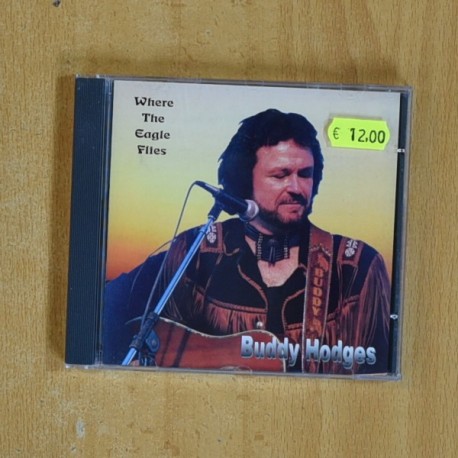 Where
The
Eagle
Flies
€ 12,00
BUDDY
Buddy Hodges